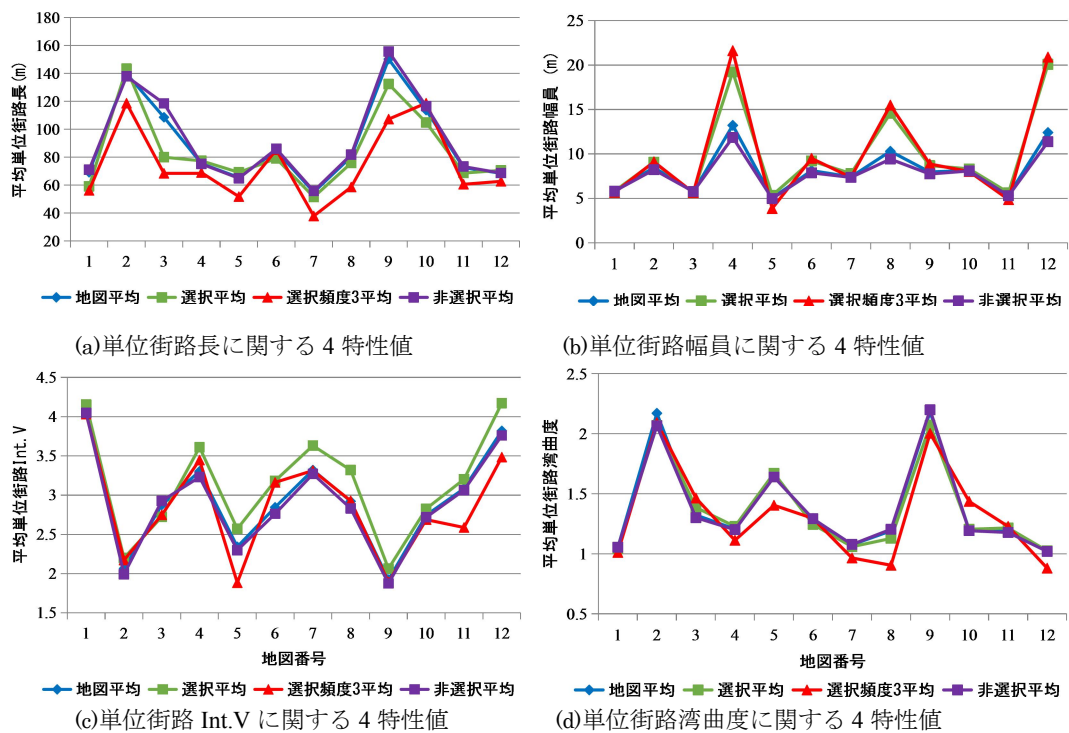 平均単位街路長(m)
180
160
140
120
100
80
60
40
20
1 2 3 4 5 6 7 8 9 10 11 12
地図平均 選択平均 選択頻度3平均 非選択平均
(a)単位街路長に関する 4 特性値
平均単位街路幅員 (m)
25
20
15
10
5
0
1 2 3 4 5 6 7 8 9 10 11 12
地図平均 選択平均 選択頻度3平均 非選択平均
(b)単位街路幅員に関する 4 特性値
平均単位街路Int.V
4.5
4
3.5
3
2.5
2
1.5
1 2 3 4 5 6 7 8 9 10 11 12
地図番号
地図平均 選択平均 選択頻度3平均 非選択平均
(c)単位街路 Int.V に関する 4 特性値
平均単位街路湾曲度
2.5
2
1.5
1
0.5
1 2 3 4 5 6 7 8 9 10 11 12
地図番号
地図平均 選択平均 選択頻度3平均 非選択平均
(d)単位街路湾曲度に関する 4 特性値